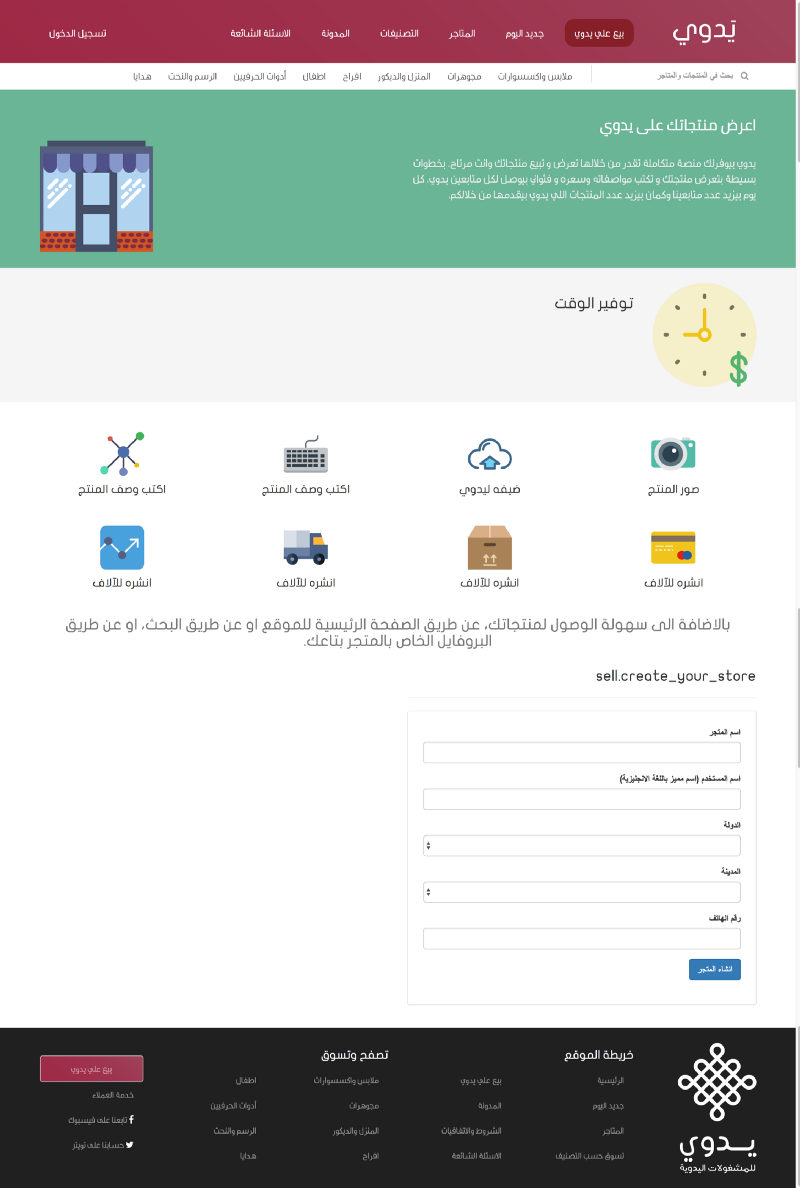 يَدوي
بيع علي يدوي
جديد اليوم
المتاجر
التصنيفات
المدونة
الاسئلة الشائعة
تسجيل الدخول
بحث في المنتجات والمتاجر
ملابس واكسسوارات
مجوهرات
المنزل والديكور
افراح
اطفال
أدوات الحرفيين
الرسم والنحت
هدايا
اعرض منتجاتك على يدوي
يدوي بيوفرلك منصة متكاملة تقدر من خلالها تعرض و تبيع منتجاتك وانت مرتاح. بخطوات
بسيطة بتعرض منتجتك و تكتب مواصفاته وسعره و فثواني بيوصل لكل متابعين يدوي. كل
يوم بيزيد عدد متابعينا وكمان بيزيد عدد المنتجات اللي يدوي بيقدمها من خلالكم.
توفير الوقت
$
صور المنتج
ضيفه ليدوي
اكتب وصف المنتج
اكتب وصف المنتج
انشره للآلاف
انشره للآلاف
انشره للآلاف
انشره للآلاف
بالاضافة الى سهولة الوصول لمنتجاتك، عن طريق الصفحة الرئيسية للموقع او عن طريق البحث، او عن طريق
البروفايل الخاص بالمتجر بتاعك.
sell.create_your_store
اسم المتجر
اسم المستخدم (اسم مميز باللغة الانجليزية)
الدولة
المدينة
رقم الهاتف
انشاء المتجر
يــدوي
للمشغولات اليدوية
خريطة الموقع
الرئيسية
بيع علي يدوي
جديد اليوم
المدونة
المتاجر
الشروط والاتفاقيات
تسوق حسب التصنيف
الاسئلة الشائعة
تصفح وتسوق
ملابس واكسسوارات
اطفال
مجوهرات
أدوات الحرفيين
المنزل والديكور
الرسم والنحت
افراح
هدايا
بيع علي يدوي
خدمة العملاء
تابعنا على فيسبوك
حسابنا على تويتر